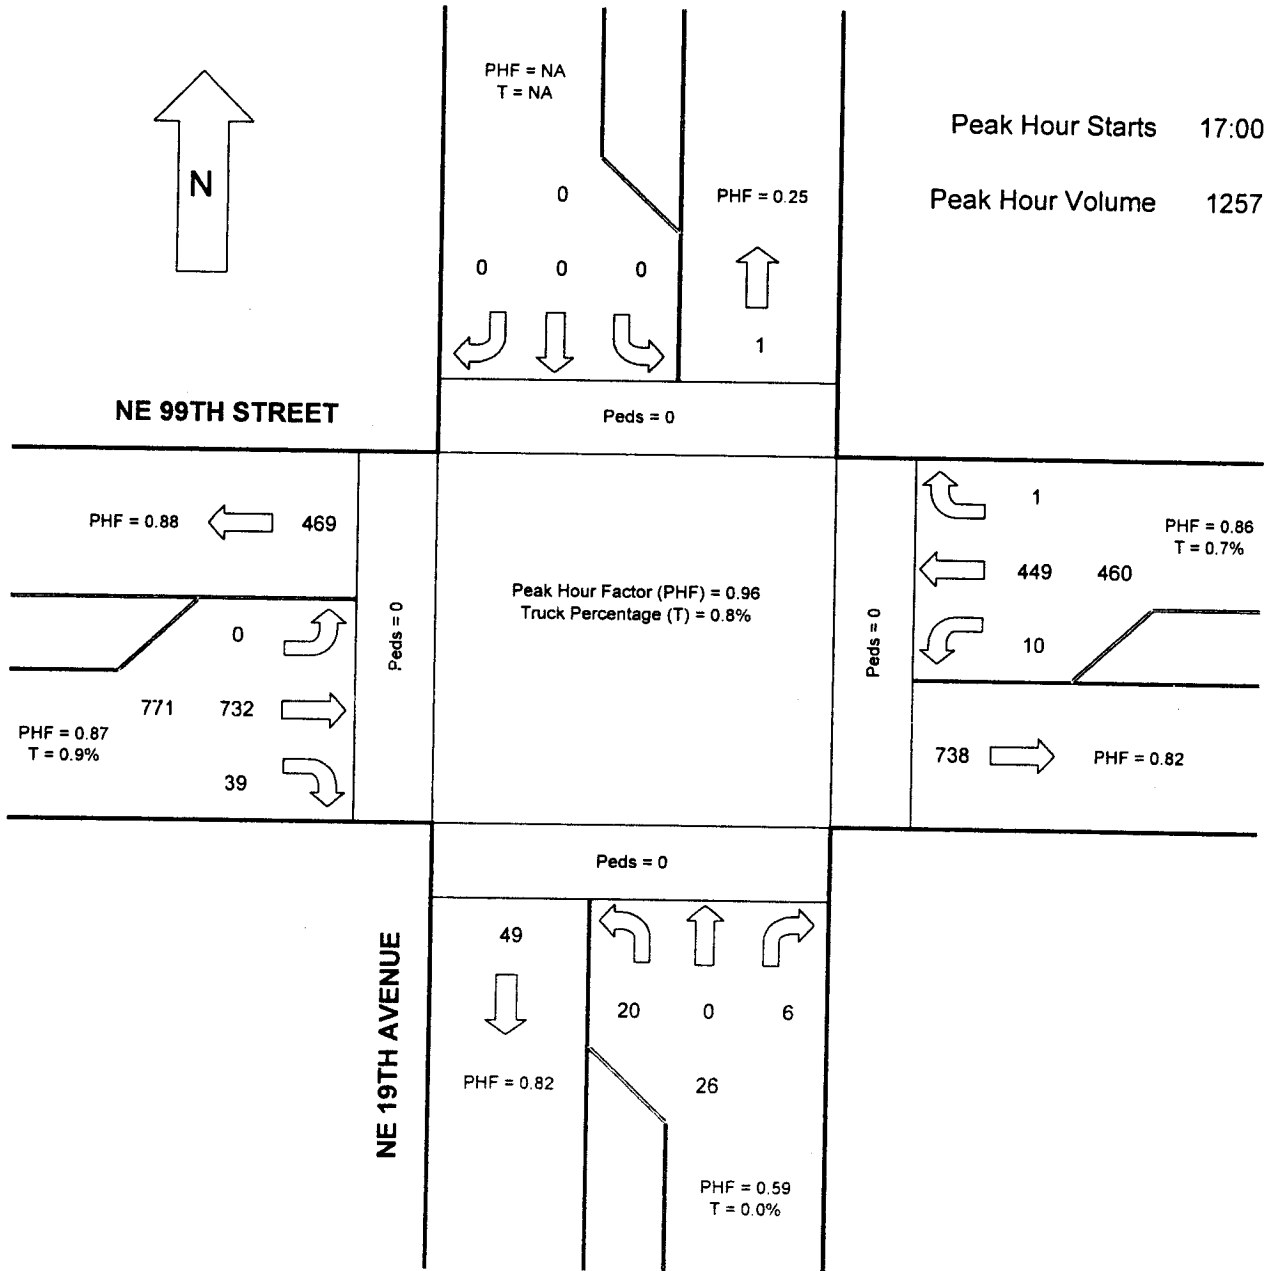 PHF = NA
T = NA
N
Peak Hour Starts 17:00
Peak Hour Volume 1257
0
PHF = 0.25
0 0 0
1
NE 99TH STREET
Peds = 0
PHF = 0.88 469
1
PHF = 0.86
T = 0.7%
449 460
10
Peak Hour Factor (PHF) = 0.96
Truck Percentage (T) = 0.8%
Peds = 0
Peds = 0
0
771 732
PHF = 0.87
T = 0.9%
39
738 PHF = 0.82
Peds = 0
NE 19TH AVENUE
49
20 0 6
PHF = 0.82
26
PHF = 0.59
T = 0.0%